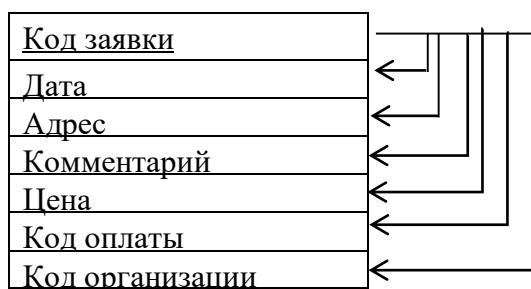 Код заявки
Дата
Адрес
Комментарий
Цена
Код оплаты
Код организации